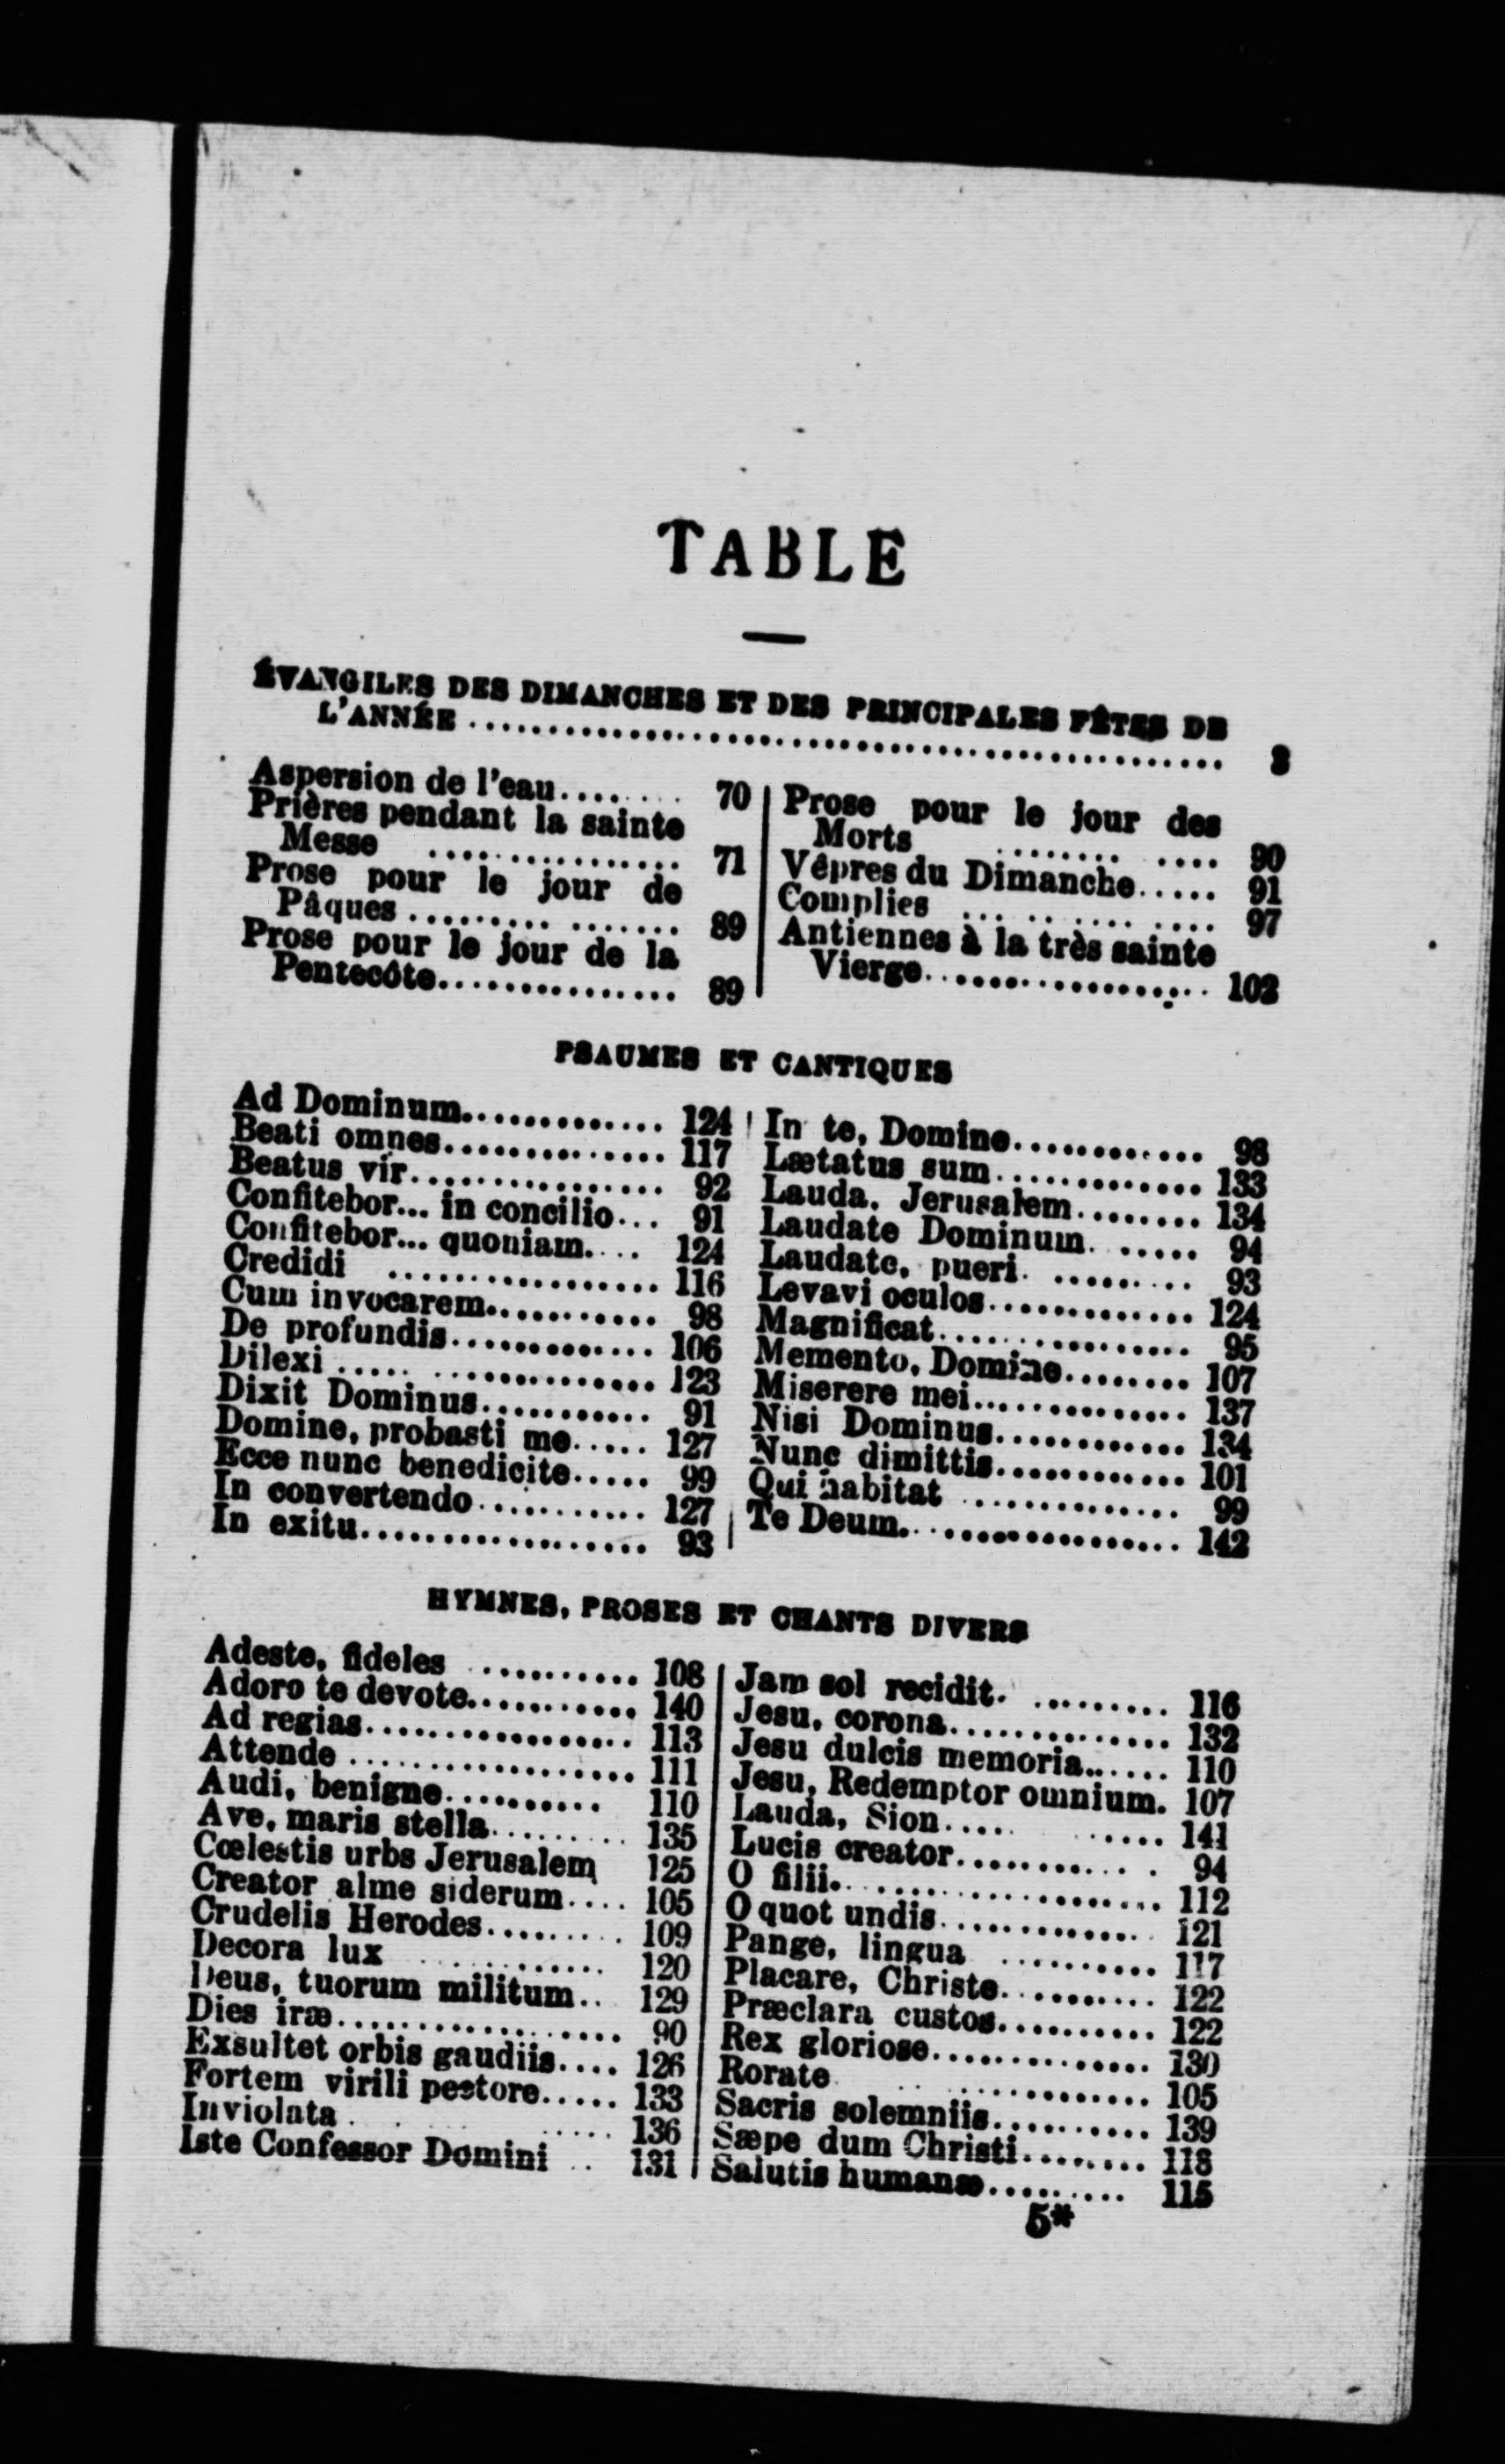 TABLE
ÉVANGILES DES DIMANCHES ET DES PRINCIPALES FÊTES DE
L'ANNÉE ........................................ 3
Aspersion de l'eau........ 70
Prières pendant la sainte
Messe ................ 71
Prose pour le jour de
Pâques ................ 89
Prose pour le jour de la
Pentecôte............... 89
Prose pour le jour des
Morts ............ 90
Vêpres du Dimanche..... 91
Complies ................ 97
Antiennes à la très sainte
Vierge.................. 102
PSAUMES ET CANTIQUES
Ad Dominum.............. 124
Beati omnes.............. 117
Beatus vir................ 92
Confitebor... in concilio... 91
Confitebor... quoniam.... 124
Credidi ................. 116
Cum invocarem........... 98
De profundis............. 106
Dilexi .................. 123
Dixit Dominus........... 91
Domine, probasti me..... 127
Ecce nunc benedicite..... 99
In convertendo........... 127
In exitu.................. 93
In te, Domine............ 98
Lætatus sum............. 133
Lauda, Jerusalem........ 134
Laudate Dominum. ..... 94
Laudate, pueri. ......... 93
Levavi oculos............. 124
Magnificat................ 95
Memento, Domine........ 107
Miserere mei.............. 137
Nisi Dominus............ 134
Nunc dimittis............ 101
Qui habitat .............. 99
Te Deum................. 142
HYMNES, PROSES ET CHANTS DIVERS
Adeste, fideles ........... 108
Adoro te devote........... 140
Ad regias................. 113
Attende .................. 111
Audi, benigne........... 110
Ave, maris stella......... 135
Cœlestis urbs Jerusalem 125
Creator alme siderum.... 105
Crudelis Herodes......... 109
Decora lux ............ 120
Deus, tuorum militum.. 129
Dies iræ.................. 90
Exsultet orbis gaudiis.... 126
Fortem virili pectore..... 133
Inviolata. ..... 136
Iste Confessor Domini .. 131
Jam sol recidit. ......... 116
Jesu, corona.............. 132
Jesu dulcis memoria...... 110
Jesu, Redemptor omnium. 107
Lauda, Sion.... ..... 141
Lucis creator............ 94
O filii.................... 112
O quot undis............. 121
Pange, lingua .......... 117
Placare, Christe.......... 122
Præclara custos.......... 122
Rex gloriose.............. 130
Rorate ............. 105
Sacris solemniis.......... 139
Sæpe dum Christi........ 118
Salutis humanæ......... 115
5*